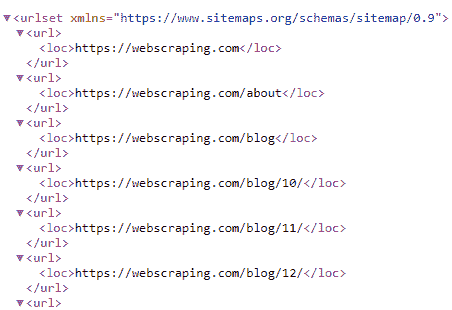 <urlset xmlns="https://www.sitemaps.org/schemas/sitemap/0.9">
<url>
<loc>https://webscraping.com</loc>
</url>
<url>
<loc>https://webscraping.com/about</loc>
</url>
<url>
<loc>https://webscraping.com/blog</loc>
</url>
<url>
<loc>https://webscraping.com/blog/10/</loc>
</url>
<url>
<loc>https://webscraping.com/blog/11/</loc>
</url>
<url>
<loc>https://webscraping.com/blog/12/</loc>
</url>
<url>